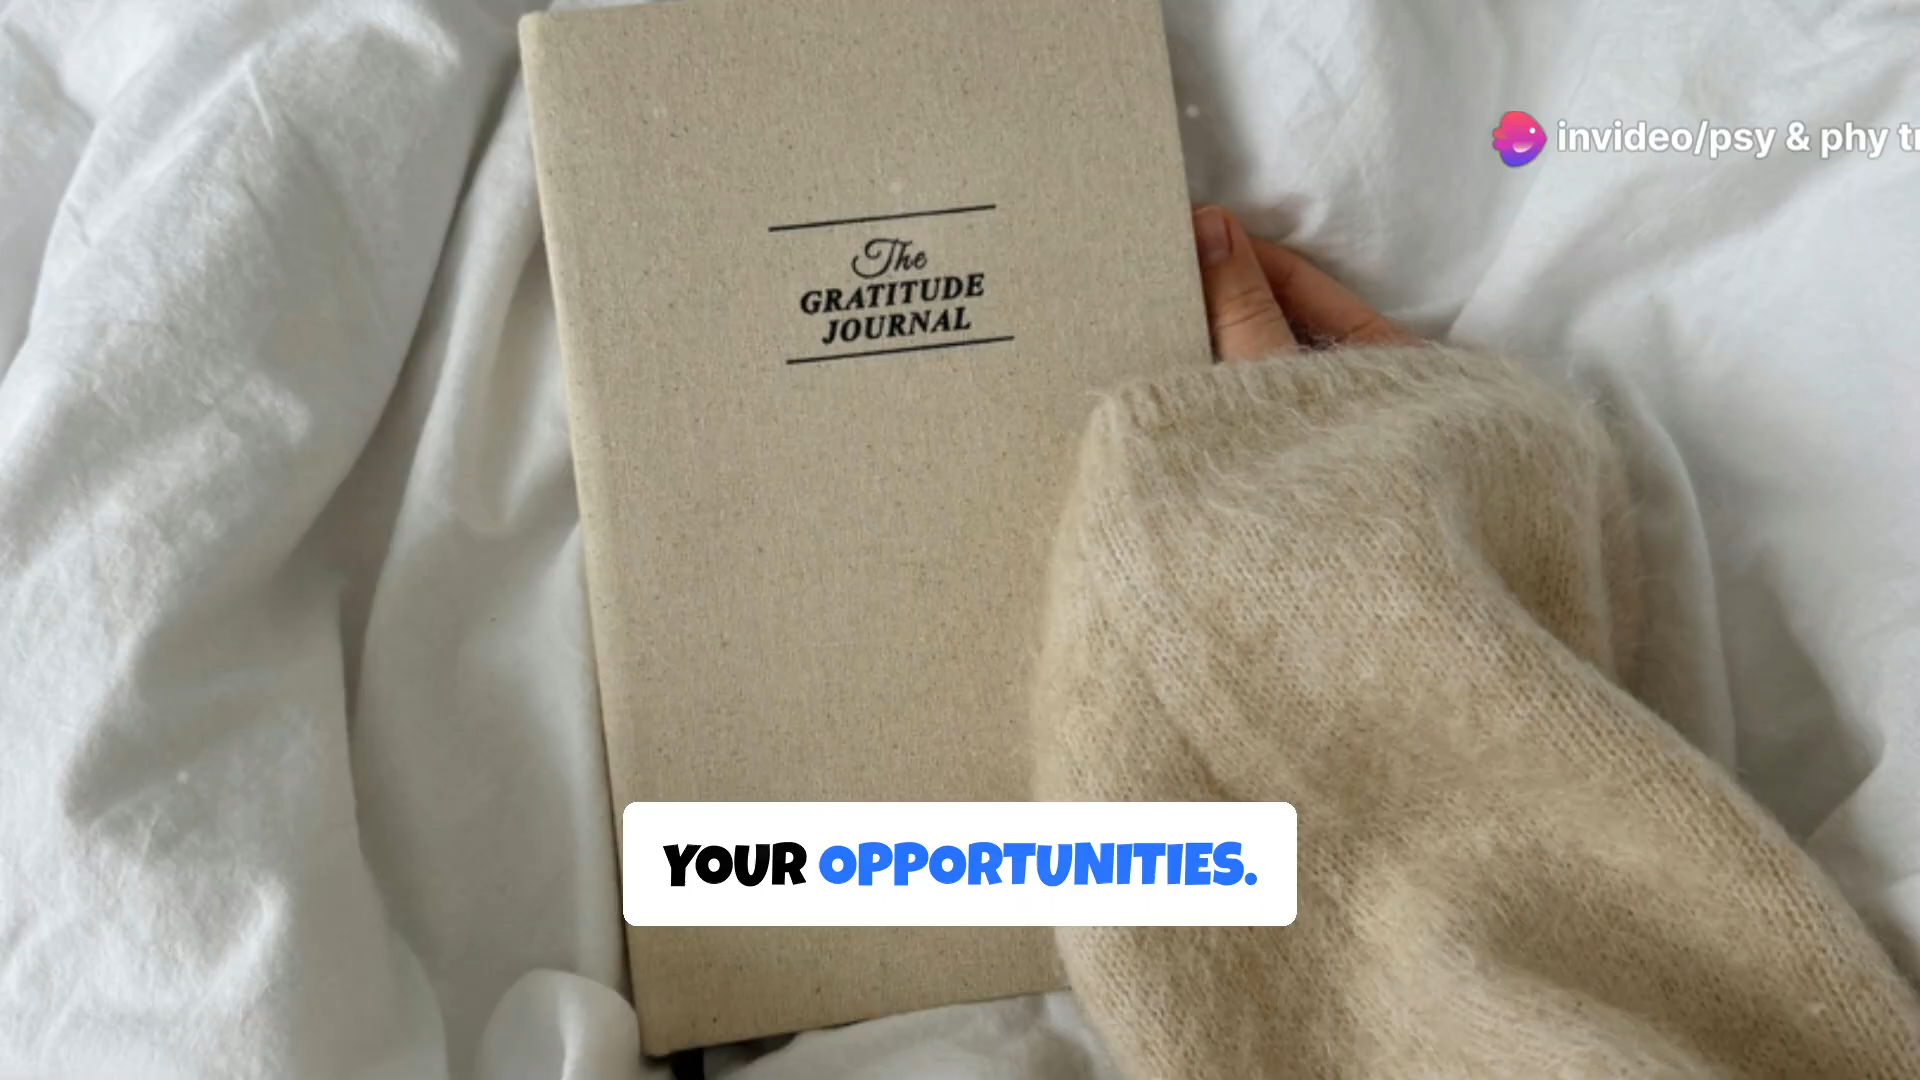 invideo/psy & phy
The
GRATITUDE
JOURNAL
YOUR OPPORTUNITIES.